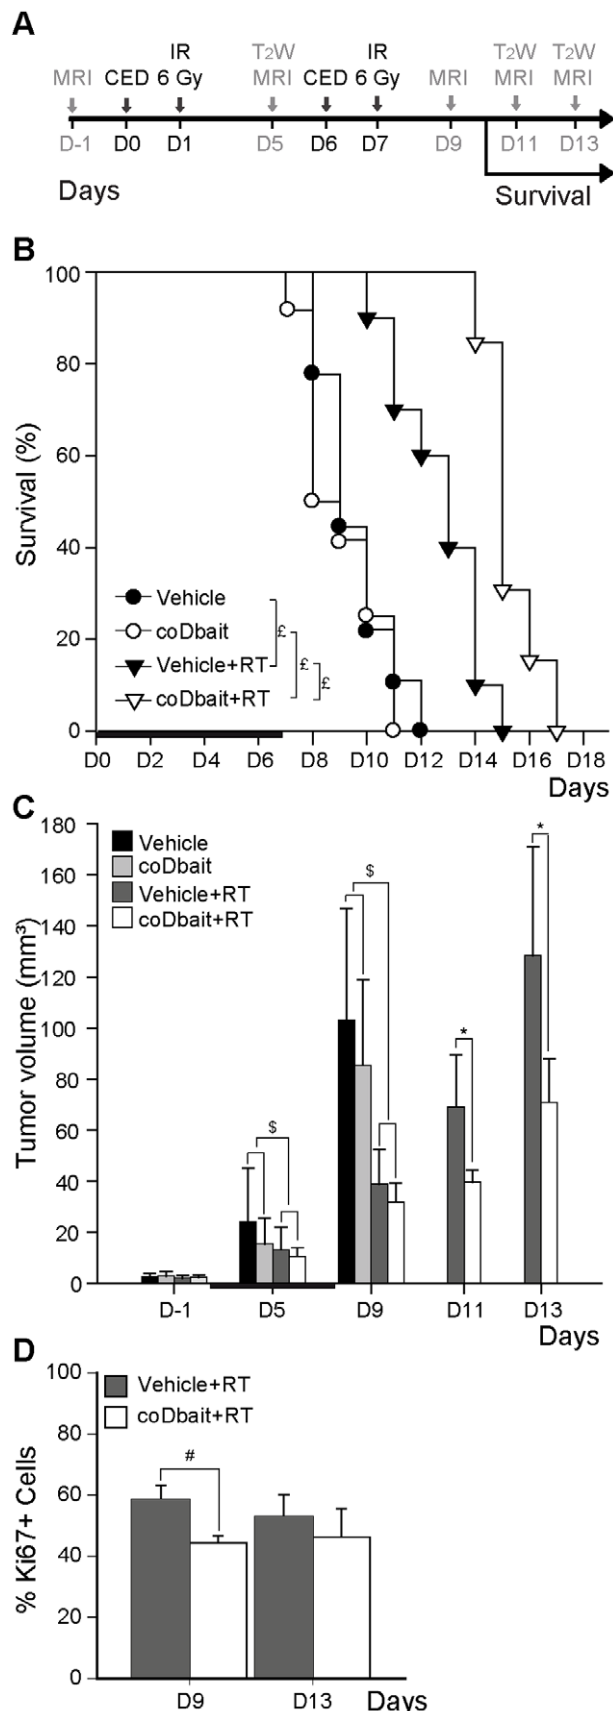 A
IR IR
T2W T2W T2W
MRI CED 6 Gy MRI CED 6 Gy MRI MRI MRI
D-1 D0 D1 D5 D6 D7 D9 D11 D13
Days Survival
B
Survival (%)
100
80
60
40
20
0
Vehicle
coDbait
Vehicle+RT
coDbait+RT
£
£
£
D0 D2 D4 D6 D8 D10 D12 D14 D16 D18
Days
C
Tumor volume (mm³)
180
160
140
120
100
80
60
40
20
0
Vehicle
coDbait
Vehicle+RT
coDbait+RT
$
$
*
*
D-1 D5 D9 D11 D13
Days
D
% Ki67+ Cells
100
80
60
40
20
0
Vehicle+RT
coDbait+RT
#
D9 D13 Days